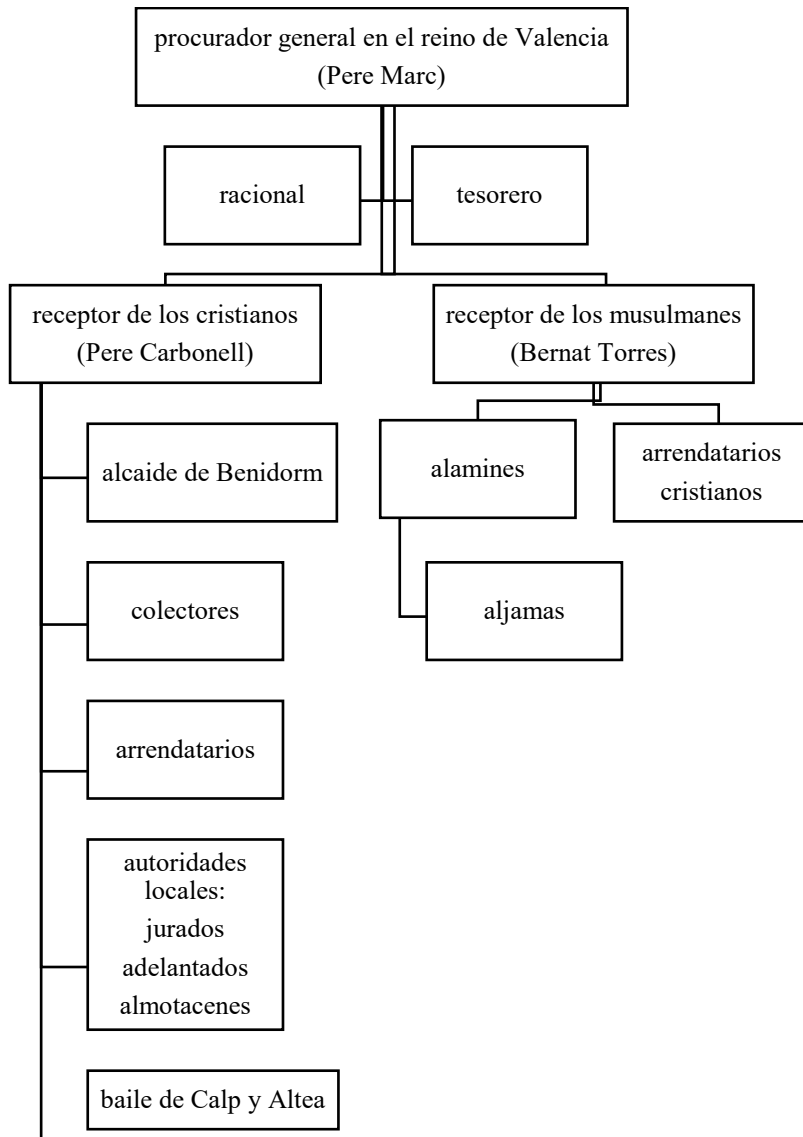 procurador general en el reino de Valencia
(Pere Marc)
racional
tesorero
receptor de los cristianos
(Pere Carbonell)
receptor de los musulmanes
(Bernat Torres)
alcaide de Benidorm
alamines
arrendatarios
cristianos
colectores
aljamas
arrendatarios
autoridades
locales:
jurados
adelantados
almotacenes
baile de Calp y Altea